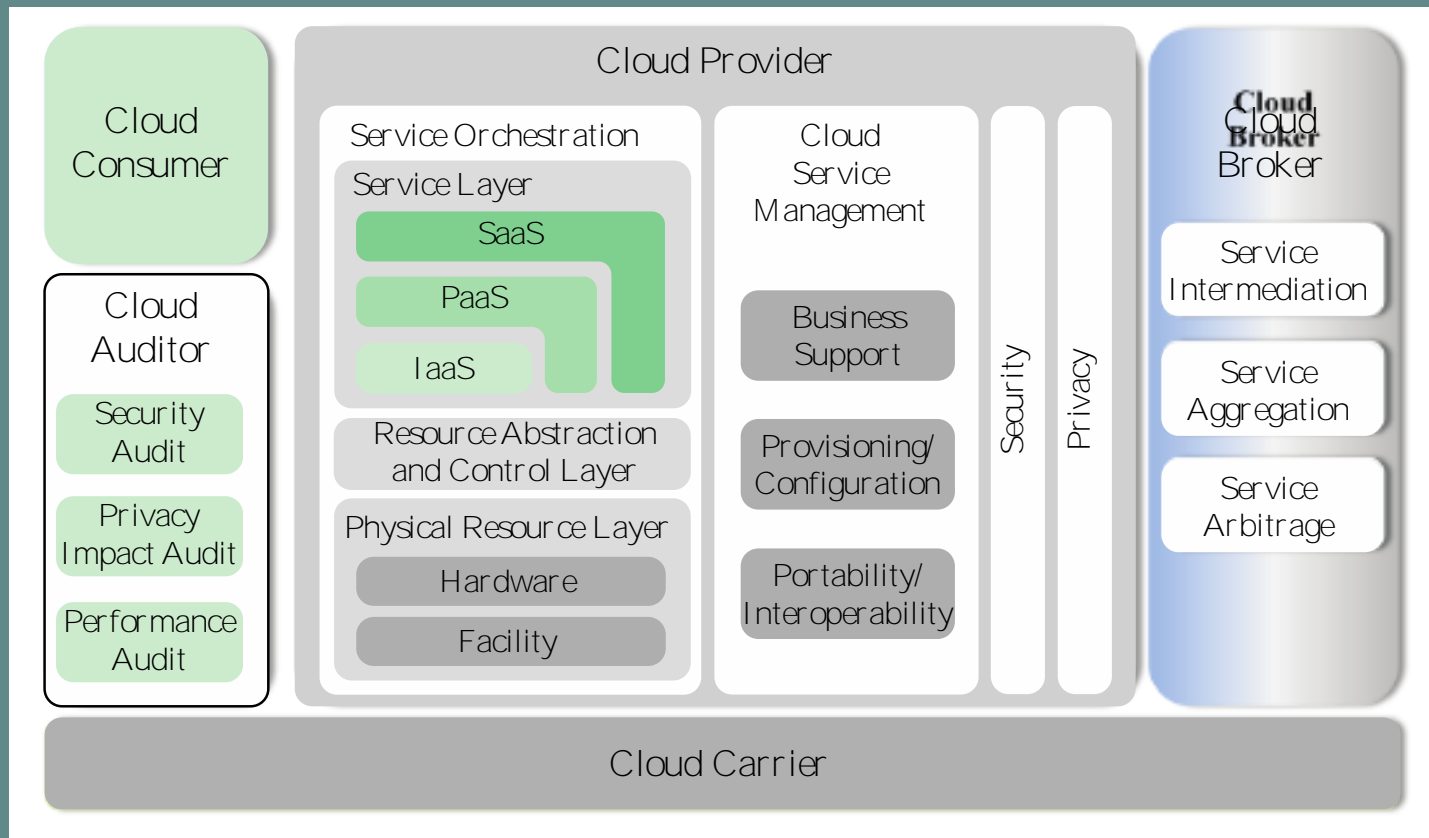 Cloud
Consumer
Cloud
Auditor
Security
Audit
Privacy
Impact Audit
Performance
Audit
Cloud Provider
Service Orchestration
Service Layer
SaaS
PaaS
IaaS
Resource Abstraction
and Control Layer
Physical Resource Layer
Hardware
Facility
Cloud
Service
Management
Business
Support
Provisioning/
Configuration
Portability/
Interoperability
Security
Privacy
Cloud
Cloud
Broker
Broker
Service
Intermediation
Service
Aggregation
Service
Arbitrage
Cloud Carrier